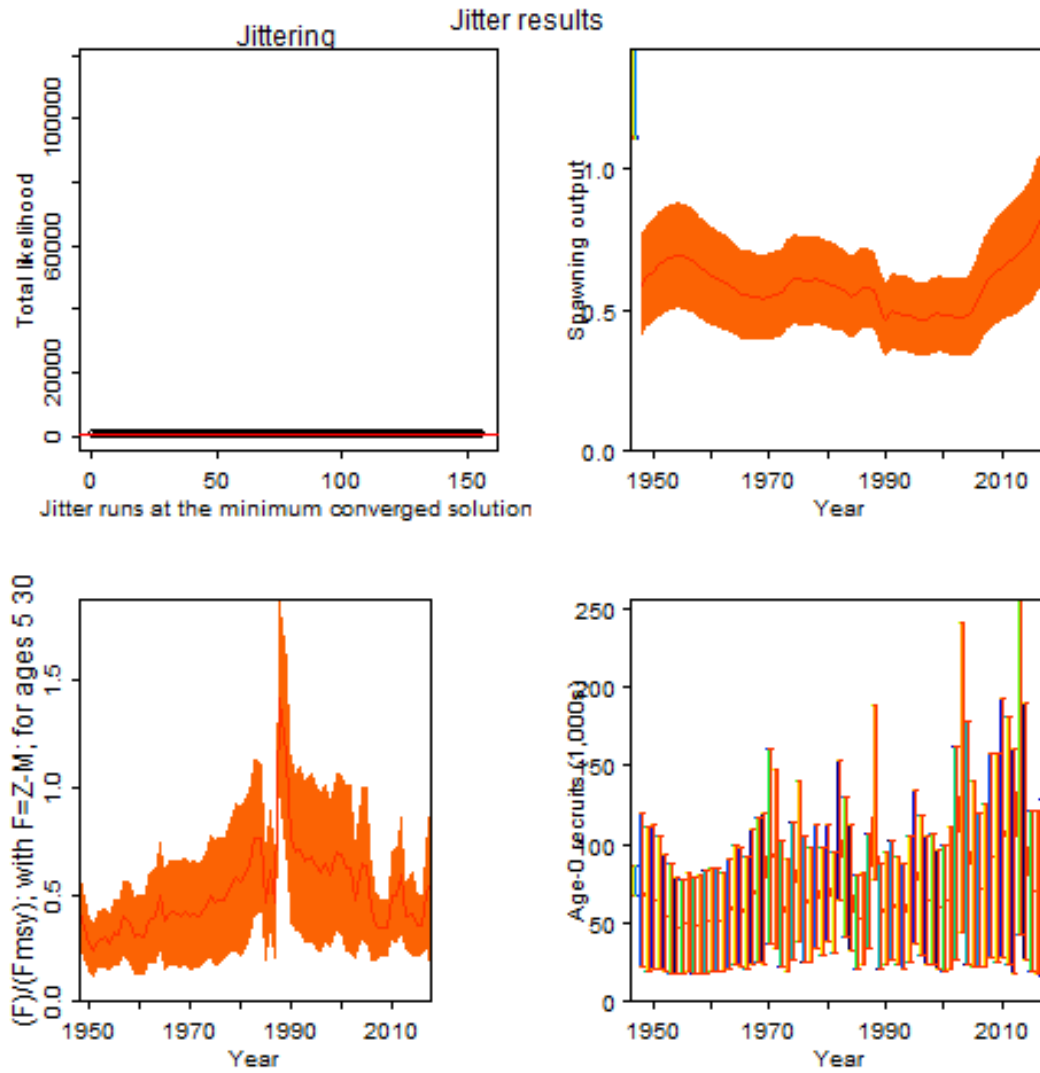 Jitter results
Jittering
Total likelihood
100000
60000
20000
0
0 50 100 150
Jitter runs at the minimum converged solution
Spawning output
1.0
0.5
0.0
1950 1970 1990 2010
Year
(F)/(Fmsy); with F=Z-M; for ages 5 30
1.5
1.0
0.5
0.0
1950 1970 1990 2010
Year
Age-0 recruits (1,000s)
250
200
150
100
50
0
1950 1970 1990 2010
Year